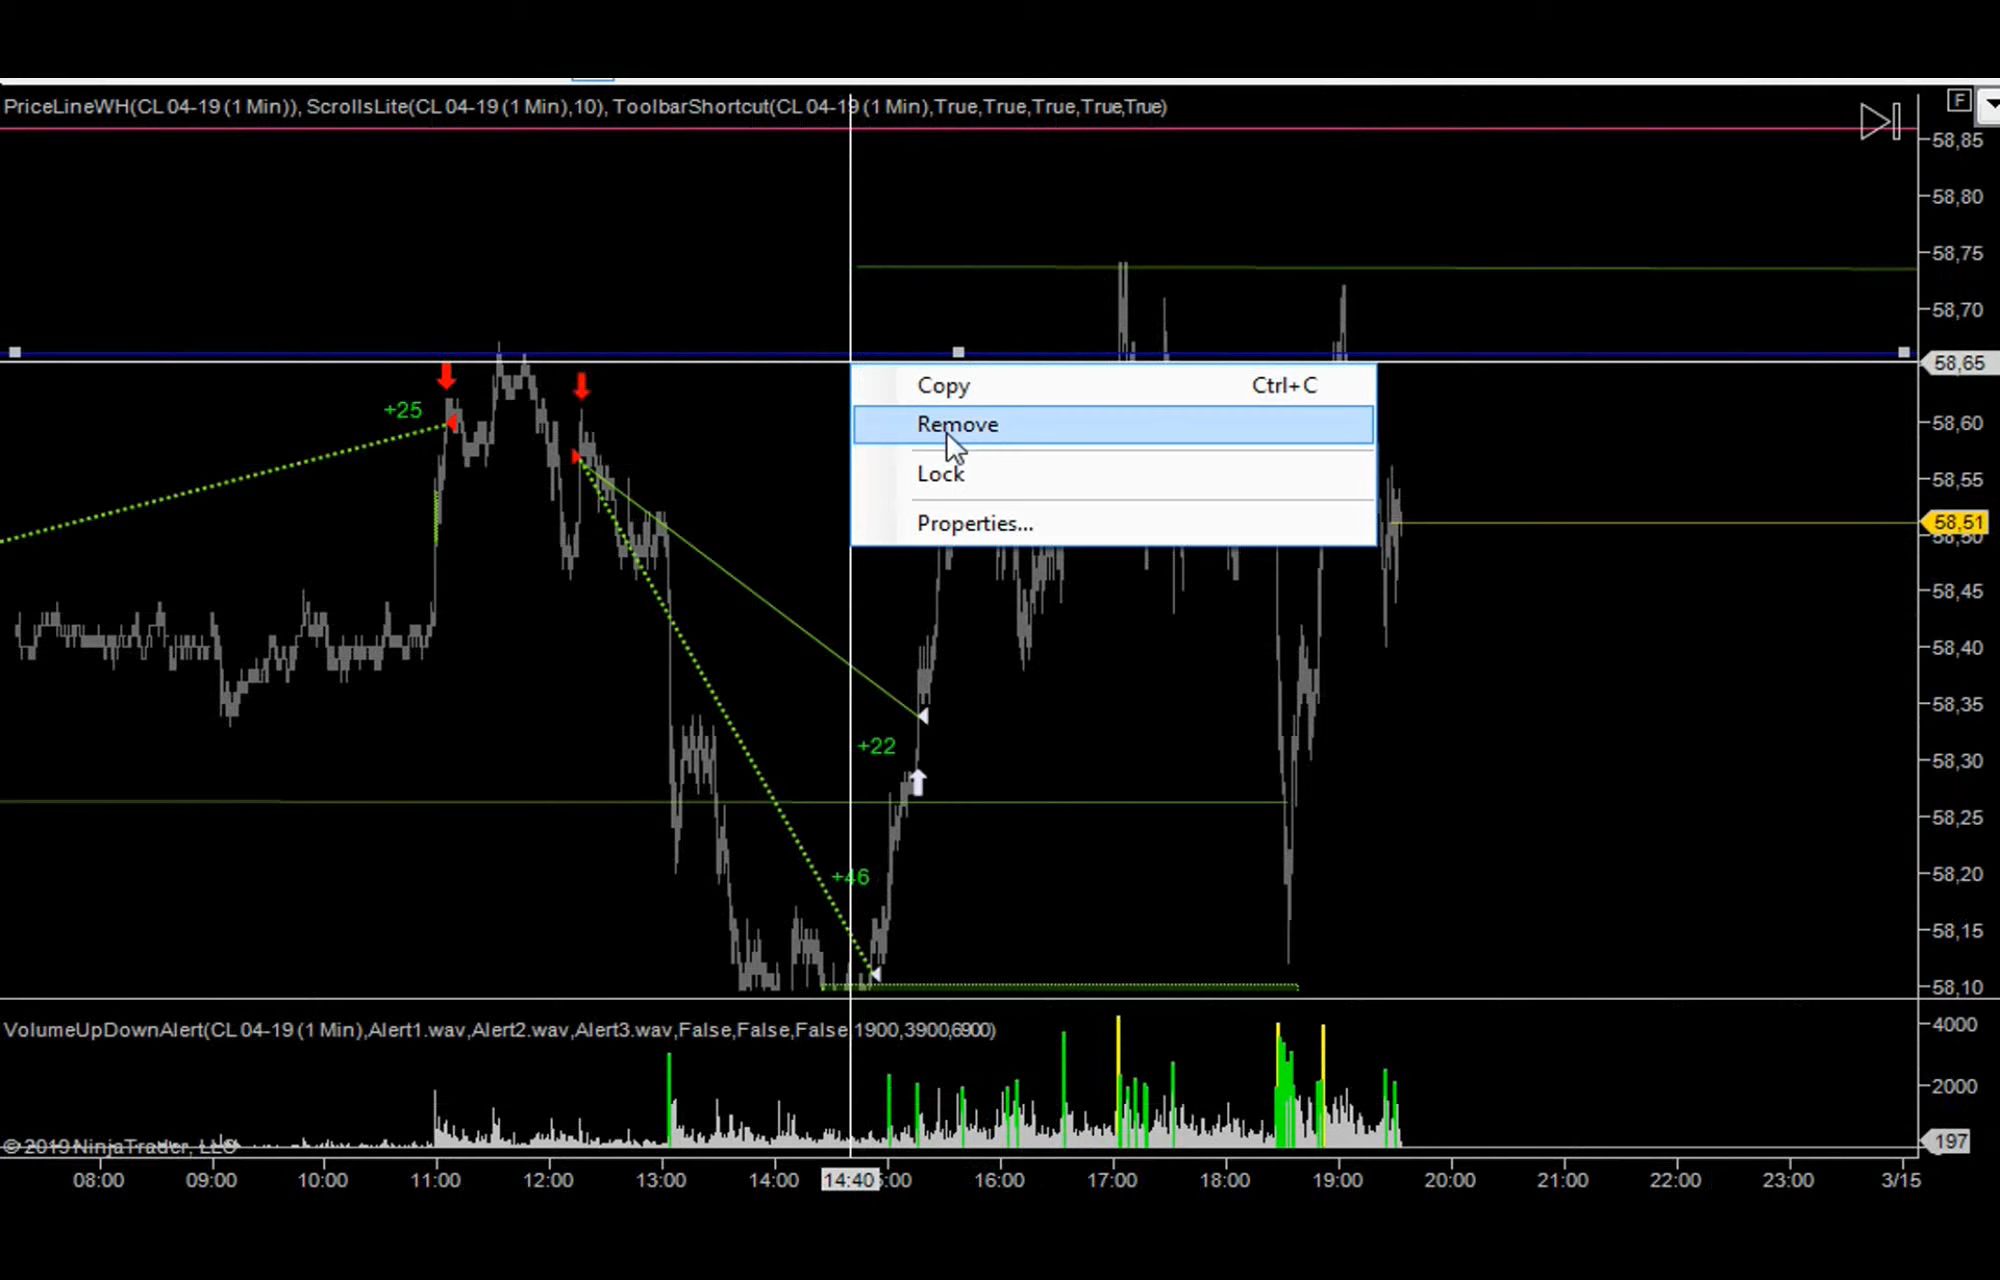 PriceLineWH(CL 04-19 (1 Min)), ScrollsLite(CL 04-19 (1 Min),10), ToolbarShortcut(CL 04-19 (1 Min),True,True,True,True,True)
F
58,85
58,80
58,75
58,70
58,65
58,60
58,55
58,51
58,50
58,45
58,40
58,35
58,30
58,25
58,20
58,15
58,10
+25
Copy Ctrl+C
Remove
Lock
Properties...
+22
+46
VolumeUpDownAlert(CL 04-19 (1 Min),Alert1.wav,Alert2.wav,Alert3.wav,False,False,False,1900,3900,6900)
4000
2000
197
© 2019 NinjaTrader, LLC
08:00 09:00 10:00 11:00 12:00 13:00 14:00 14:40 16:00 17:00 18:00 19:00 20:00 21:00 22:00 23:00 3/15